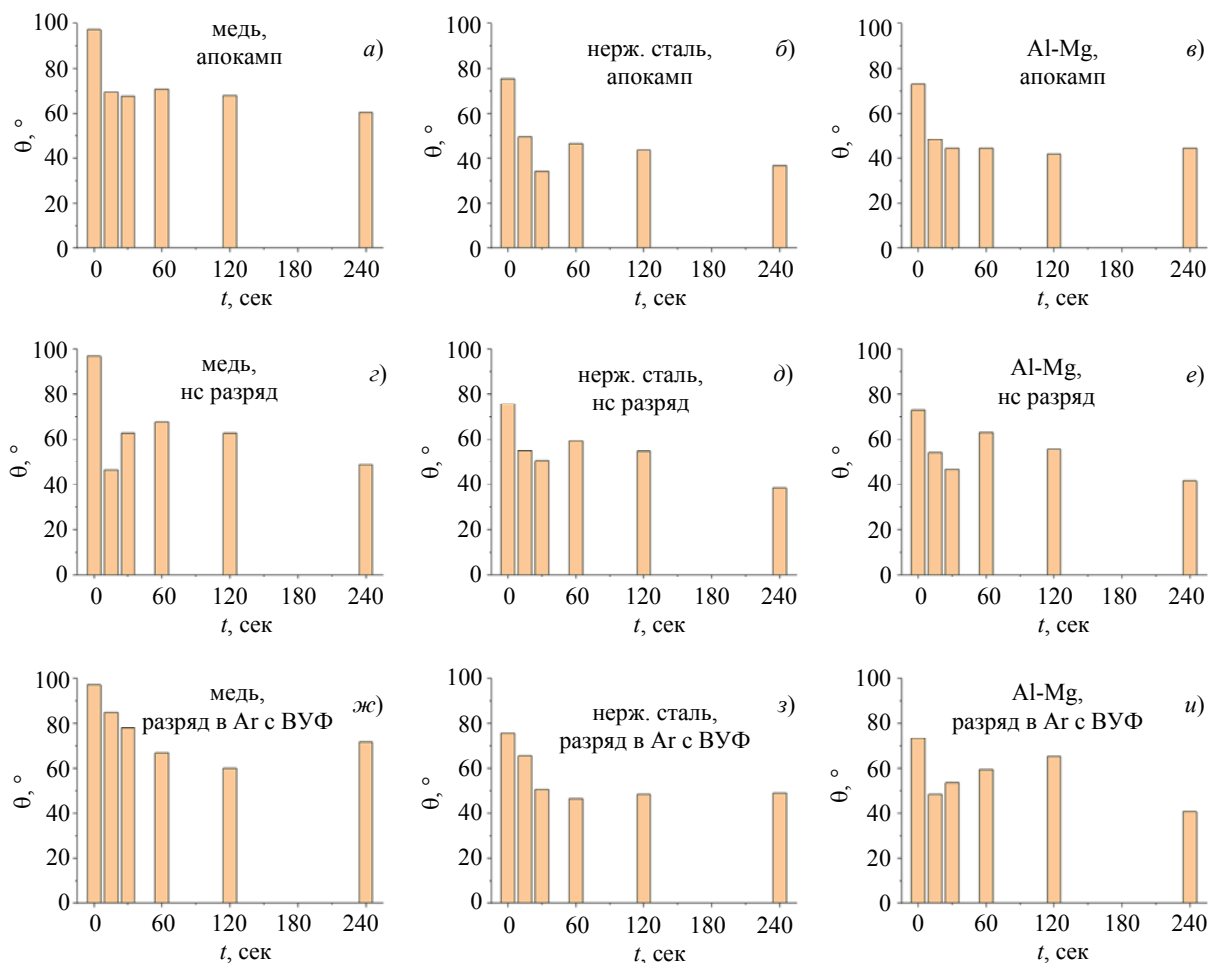 медь,
апокамп
а)
100
80
60
40
20
0
θ, °
0 60 120 180 240
t, сек
нерж. сталь,
апокамп
б)
100
80
60
40
20
0
θ, °
0 60 120 180 240
t, сек
Al-Mg,
апокамп
в)
100
80
60
40
20
0
θ, °
0 60 120 180 240
t, сек
медь,
нс разряд
г)
100
80
60
40
20
0
θ, °
0 60 120 180 240
t, сек
нерж. сталь,
нс разряд
д)
100
80
60
40
20
0
θ, °
0 60 120 180 240
t, сек
Al-Mg,
нс разряд
е)
100
80
60
40
20
0
θ, °
0 60 120 180 240
t, сек
медь,
разряд в Ar с ВУФ
ж)
100
80
60
40
20
0
θ, °
0 60 120 180 240
t, сек
нерж. сталь,
разряд в Ar с ВУФ
з)
100
80
60
40
20
0
θ, °
0 60 120 180 240
t, сек
Al-Mg,
разряд в Ar с ВУФ
и)
100
80
60
40
20
0
θ, °
0 60 120 180 240
t, сек